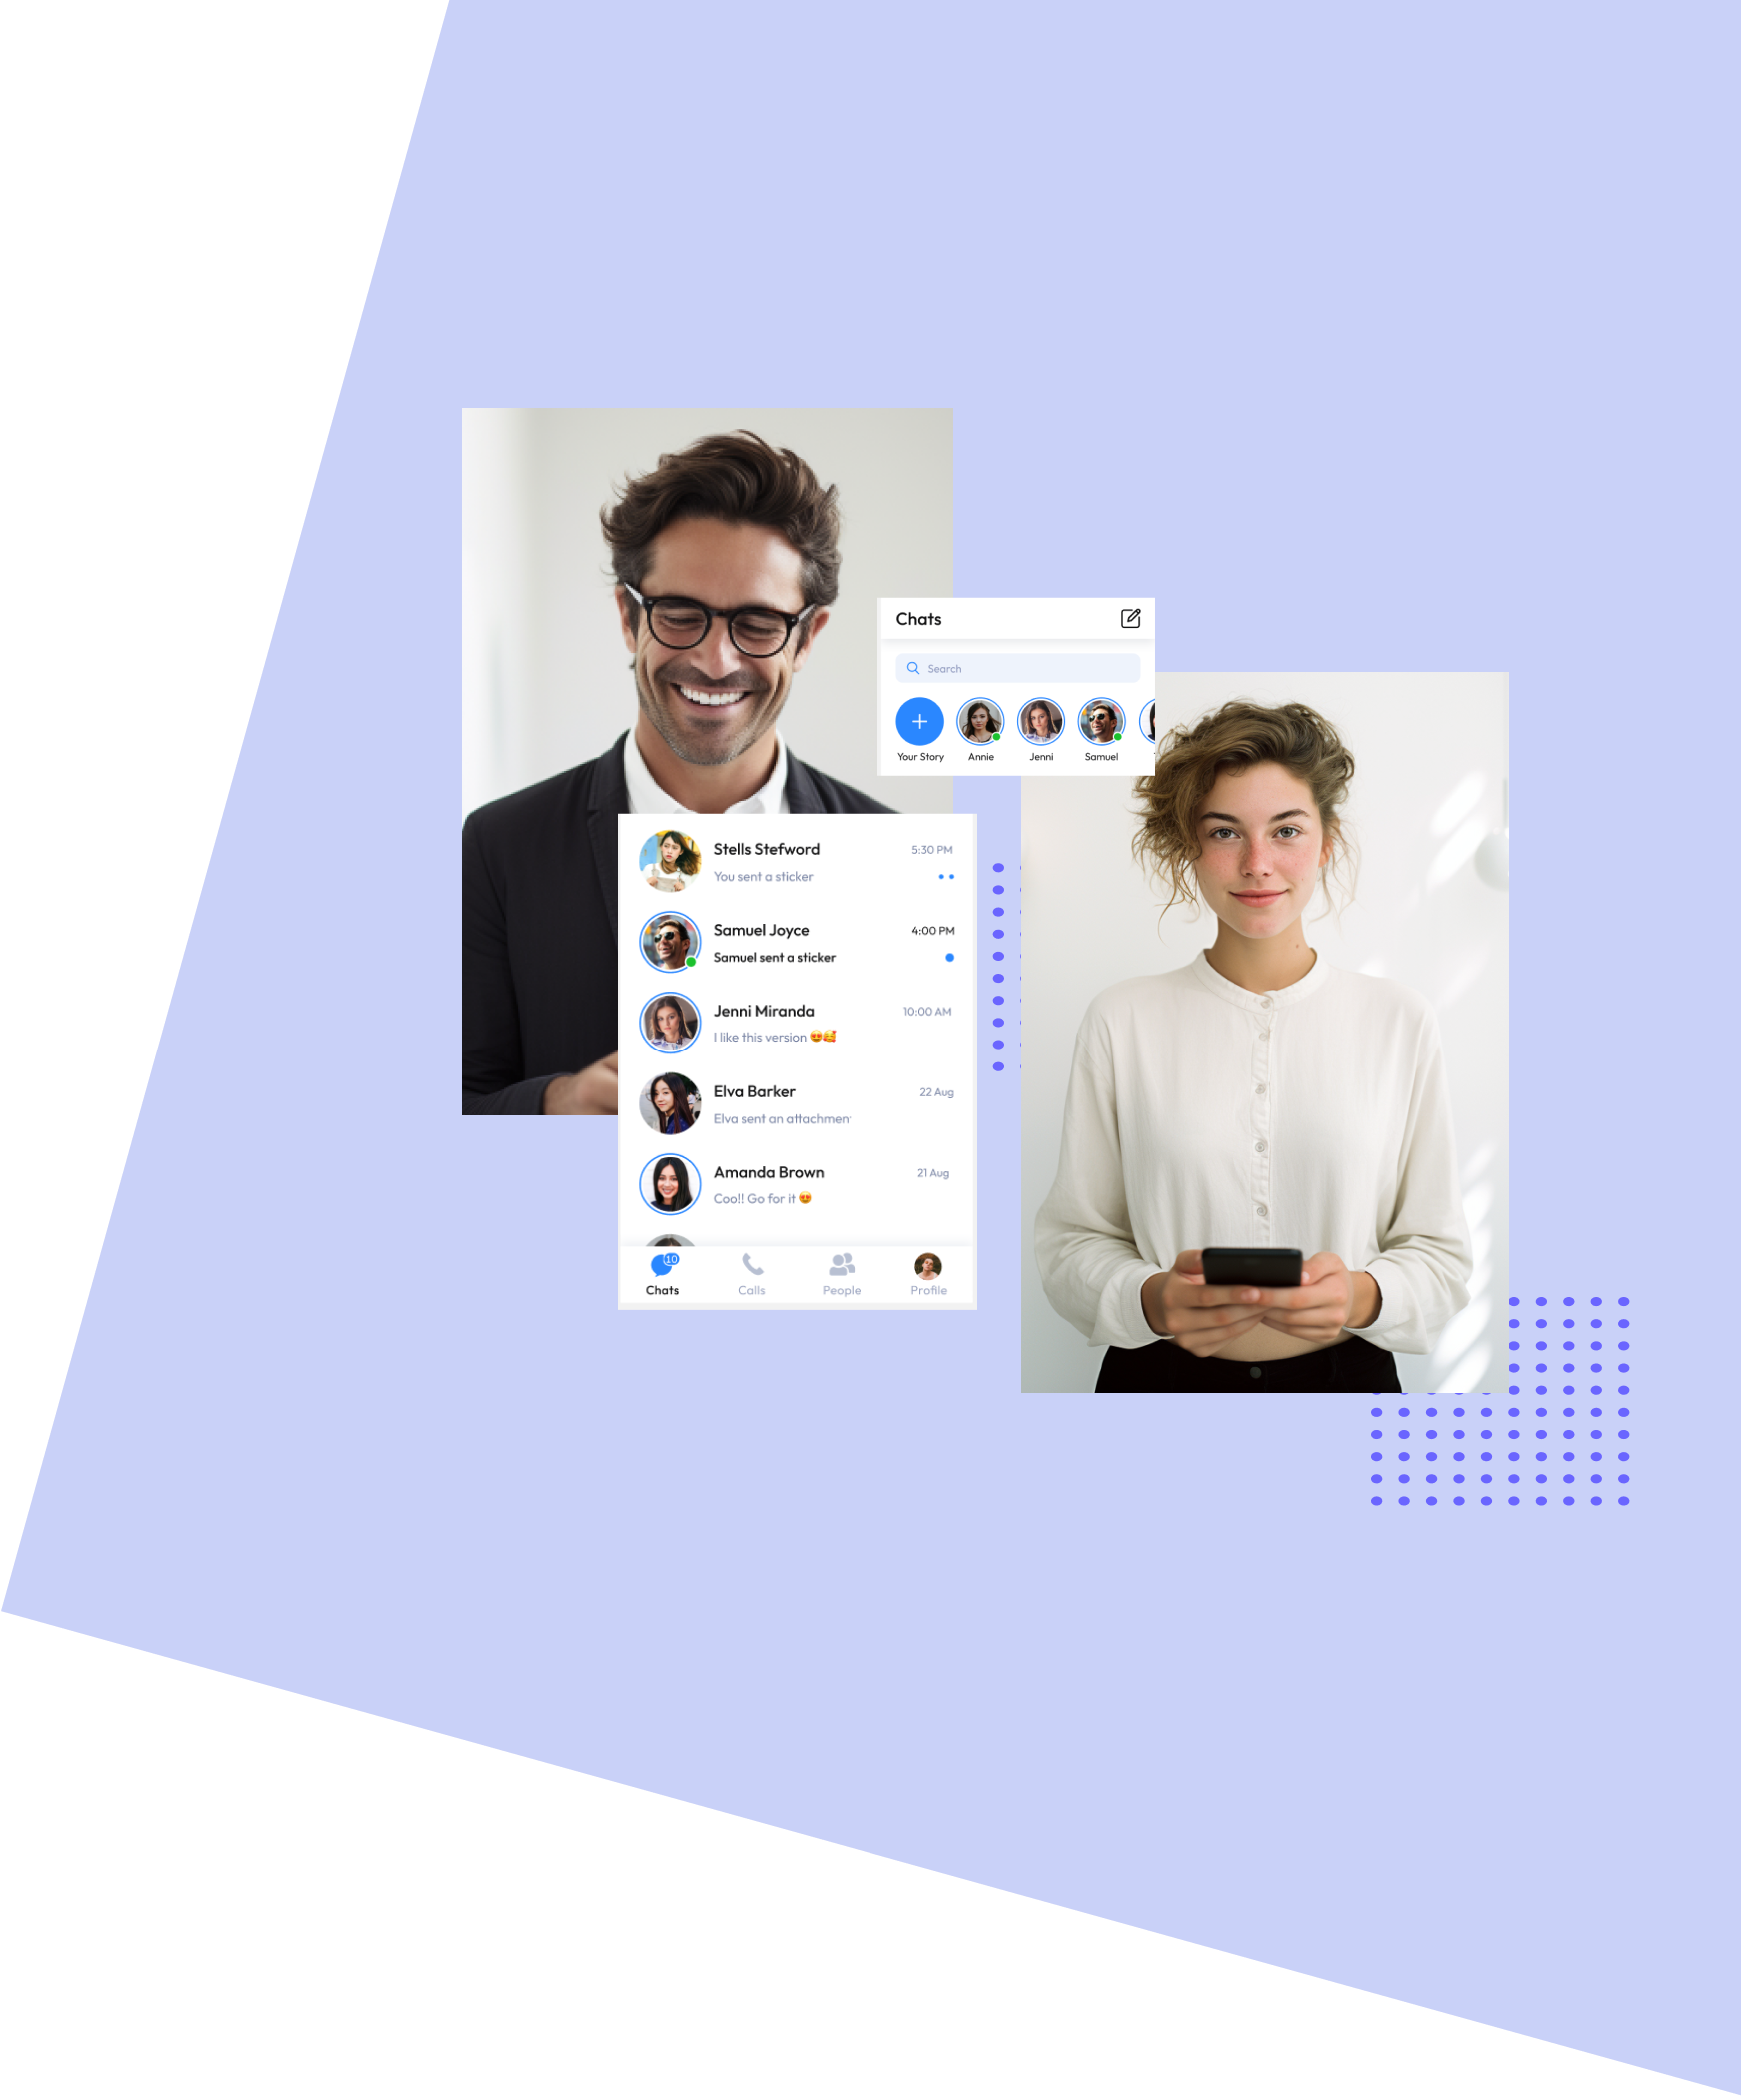 Chats
Search
Your Story
Annie
Jenni
Samuel
Stells Stefword
5:30 PM
You sent a sticker
Samuel Joyce
4:00 PM
Samuel sent a sticker
Jenni Miranda
10:00 AM
I like this version 😍🥰
Elva Barker
22 Aug
Elva sent an attachmen
Amanda Brown
21 Aug
Coo!! Go for it 😍
10
Chats
Calls
People
Profile